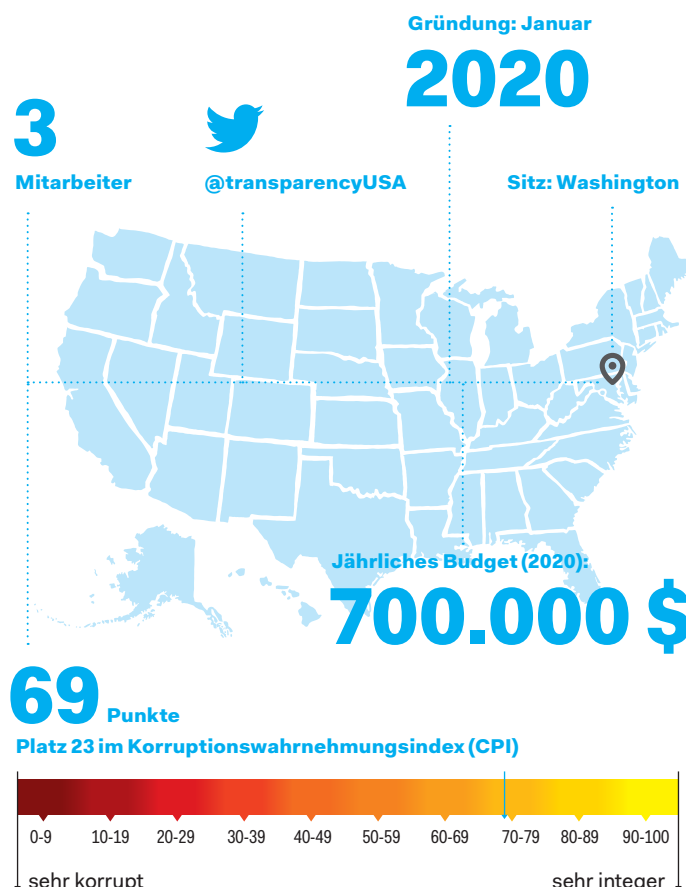 Gründung: Januar
2020
3
Mitarbeiter
@transparencyUSA
Sitz: Washington
Jährliches Budget (2020):
700.000 $
69 Punkte
Platz 23 im Korruptionswahrnehmungsindex (CPI)
0-9 10-19 20-29 30-39 40-49 50-59 60-69 70-79 80-89 90-100
sehr korrupt sehr integer